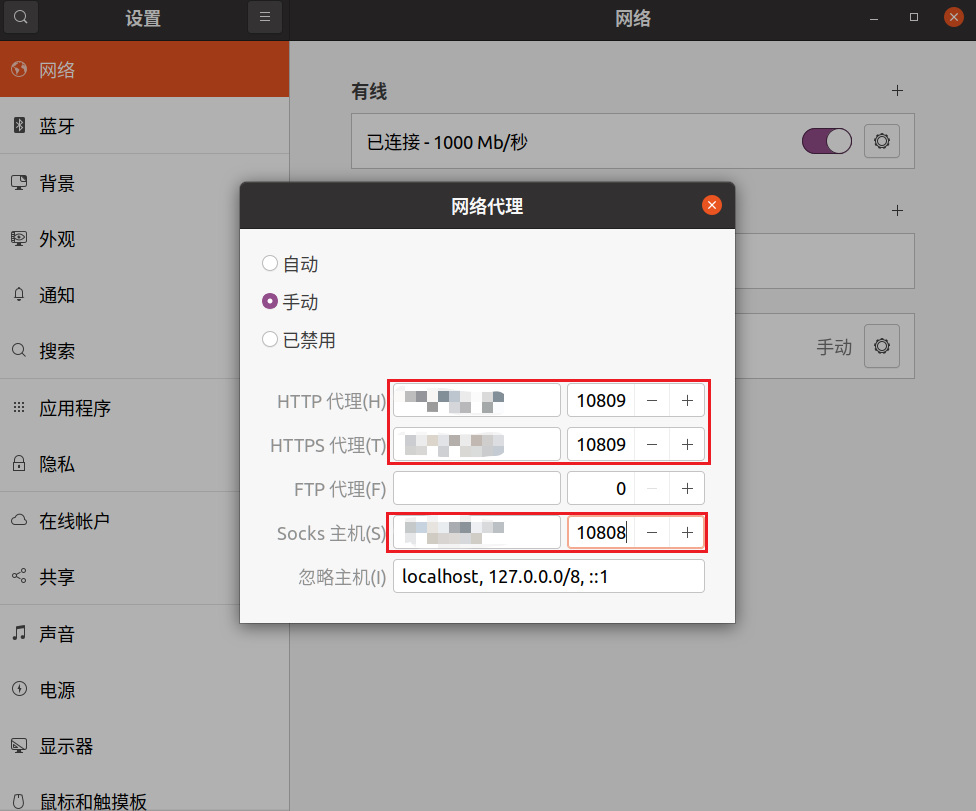 设置
网络
网络
蓝牙
背景
外观
通知
搜索
应用程序
隐私
在线帐户
共享
声音
电源
显示器
鼠标和触摸板
有线
已连接 - 1000 Mb/秒
手动
网络代理
自动
手动
已禁用
HTTP 代理(H) 10809
HTTPS 代理(T) 10809
FTP 代理(F) 0
Socks 主机(S) 10808
忽略主机(I) localhost, 127.0.0.0/8, ::1